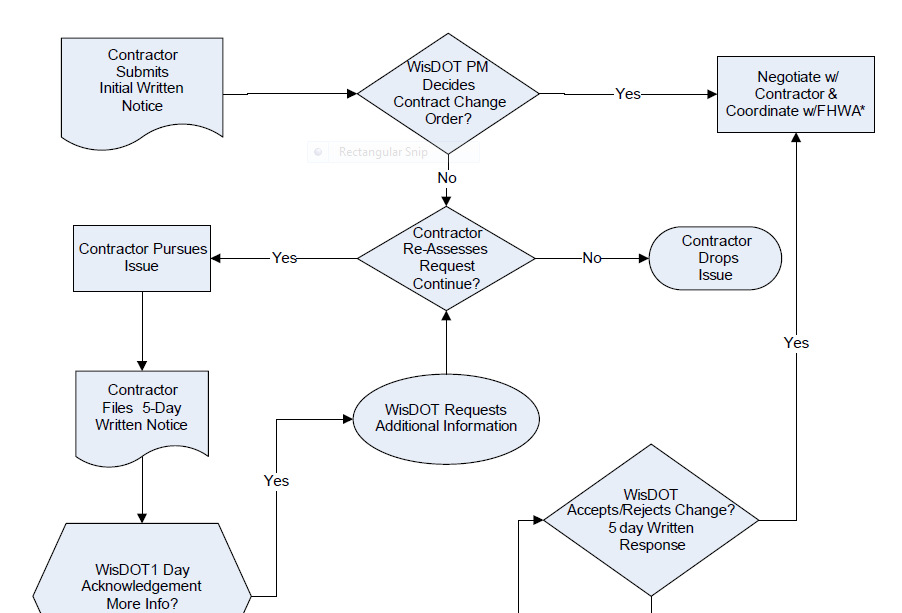 Contractor
Submits
Initial Written
Notice
WisDOT PM
Decides
Contract Change
Order?
Yes
Negotiate w/
Contractor &
Coordinate w/FHWA*
Rectangular Snip
No
Contractor Pursues
Issue
Yes
Contractor
Re-Assesses
Request
Continue?
No
Contractor
Drops
Issue
Yes
Contractor
Files 5-Day
Written Notice
WisDOT Requests
Additional Information
Yes
WisDOT
Accepts/Rejects Change?
5 day Written
Response
WisDOT1 Day
Acknowledgement
More Info?